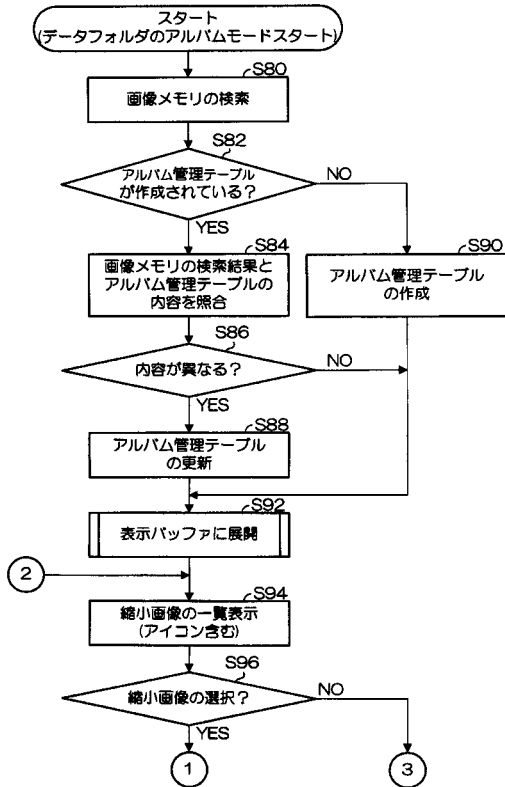 スタート
(データフォルダのアルバムモードスタート)
S80
画像メモリの検索
S82
アルバム管理テーブル
が作成されている?
NO
YES
S84
画像メモリの検索結果と
アルバム管理テーブルの
内容を照合
S90
アルバム管理テーブル
の作成
S86
内容が異なる?
NO
YES
S88
アルバム管理テーブル
の更新
S92
表示バッファに展開
2
S94
縮小画像の一覧表示
(アイコン含む)
S96
縮小画像の選択?
NO
YES
1
3